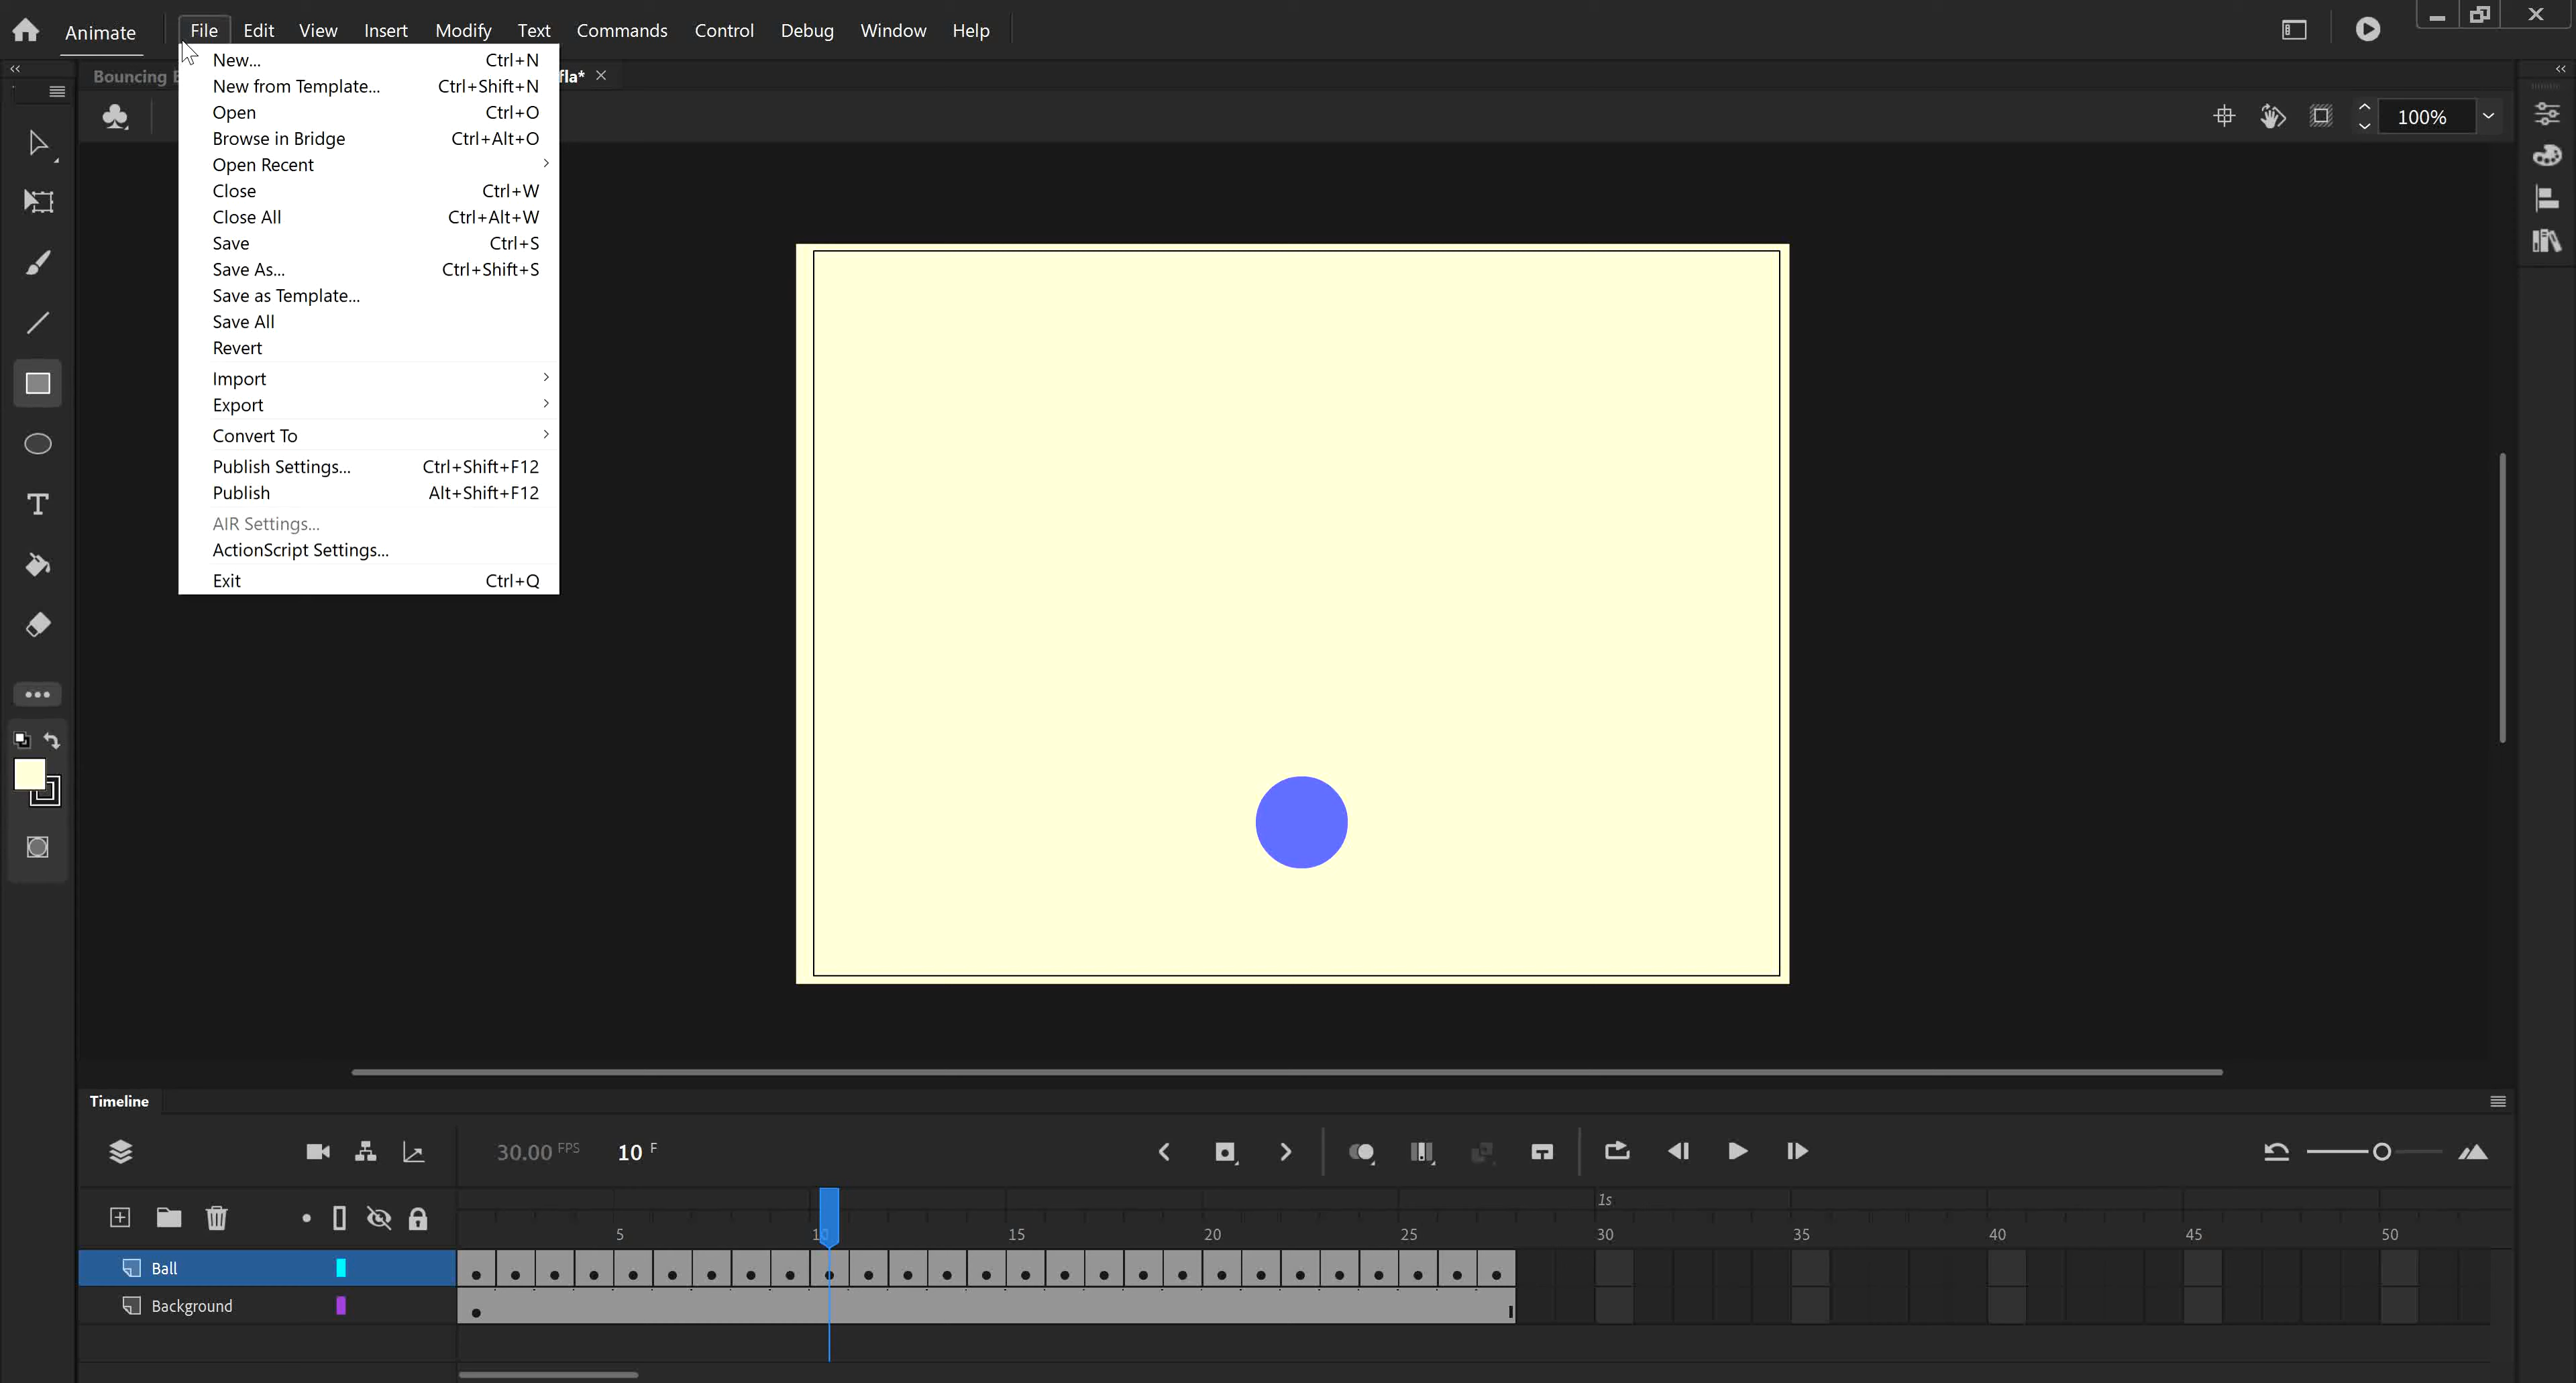 Animate File Edit View Insert Modify Text Commands Control Debug Window Help
Bouncing fla*
100%
New... Ctrl+N
New from Template... Ctrl+Shift+N
Open Ctrl+O
Browse in Bridge Ctrl+Alt+O
Open Recent
Close Ctrl+W
Close All Ctrl+Alt+W
Save Ctrl+S
Save As... Ctrl+Shift+S
Save as Template...
Save All
Revert
Import
Export
Convert To
Publish Settings... Ctrl+Shift+F12
Publish Alt+Shift+F12
AIR Settings...
ActionScript Settings...
Exit Ctrl+Q
Timeline
30.00 FPS 10 F
1s
5 10 15 20 25 30 35 40 45 50
Ball
Background